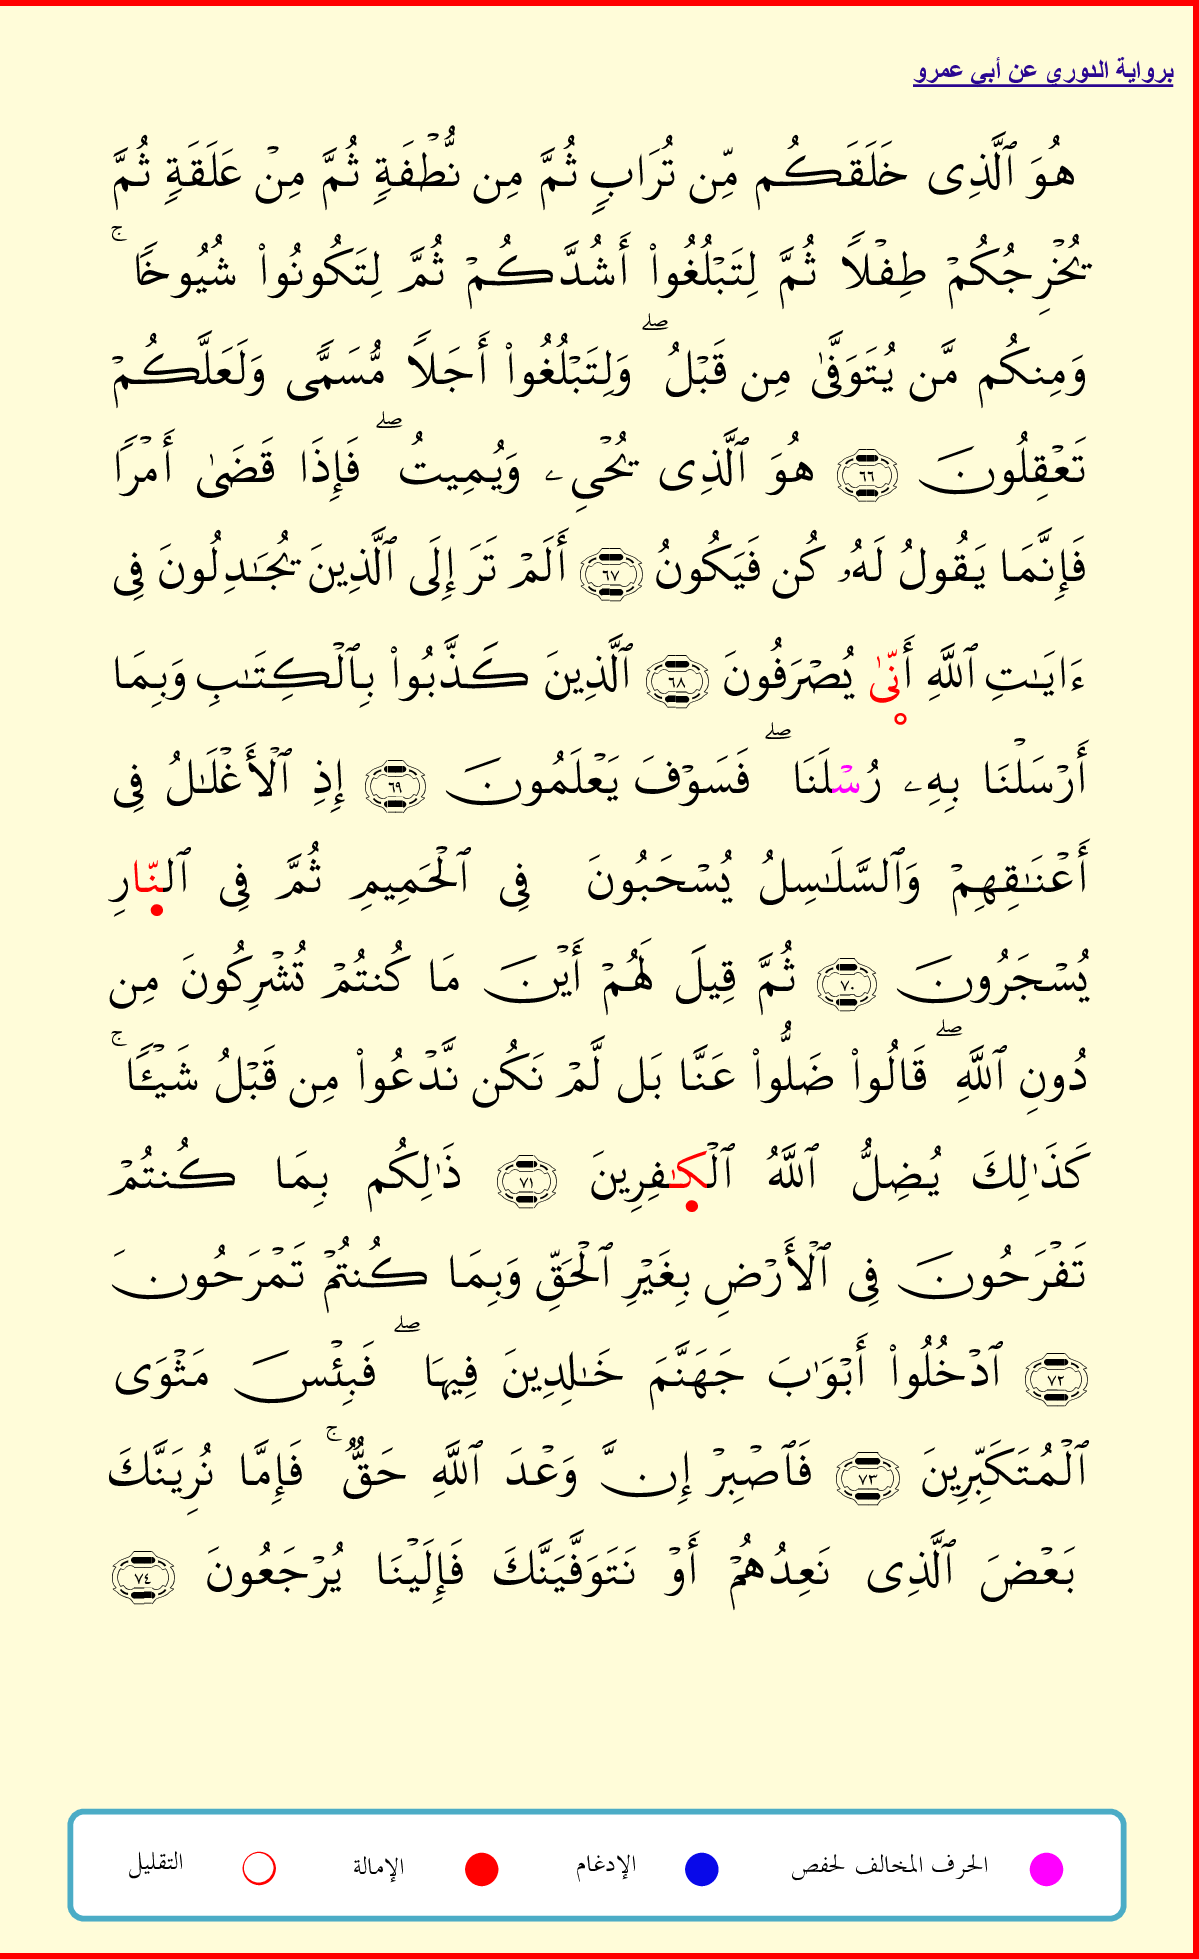 برواية الدوري عن أبي عمرو
هُوَ ٱلَّذِى خَلَقَكُم مِّن تُرَابٍ ثُمَّ مِن نُّطْفَةٍ ثُمَّ مِنْ عَلَقَةٍ ثُمَّ
يُخْرِجُكُمْ طِفْلًا ثُمَّ لِتَبْلُغُوا۟ أَشُدَّكُمْ ثُمَّ لِتَكُونُوا۟ شُيُوخًا ۚ
وَمِنكُم مَّن يُتَوَفَّىٰ مِن قَبْلُ ۖ وَلِتَبْلُغُوا۟ أَجَلًا مُّسَمًّى وَلَعَلَّكُمْ
تَعْقِلُونَ ٦٦ هُوَ ٱلَّذِى يُحْىِۦ وَيُمِيتُ ۖ فَإِذَا قَضَىٰ أَمْرًا
فَإِنَّمَا يَقُولُ لَهُۥ كُن فَيَكُونُ ٦٧ أَلَمْ تَرَ إِلَى ٱلَّذِينَ يُجَٰدِلُونَ فِى
ءَايَٰتِ ٱللَّهِ أَنّىٰ يُصْرَفُونَ ٦٨ ٱلَّذِينَ كَذَّبُوا۟ بِٱلْكِتَٰبِ وَبِمَا
أَرْسَلْنَا بِهِۦ رُسْلَنَا ۖ فَسَوْفَ يَعْلَمُونَ ٦٩ إِذِ ٱلْأَغْلَٰلُ فِى
أَعْنَٰقِهِمْ وَٱلسَّلَٰسِلُ يُسْحَبُونَ فِى ٱلْحَمِيمِ ثُمَّ فِى ٱلنّارِ
يُسْجَرُونَ ٧٠ ثُمَّ قِيلَ لَهُمْ أَيْنَ مَا كُنتُمْ تُشْرِكُونَ مِن
دُونِ ٱللَّهِ ۖ قَالُوا۟ ضَلُّوا۟ عَنَّا بَل لَّمْ نَكُن نَّدْعُوا۟ مِن قَبْلُ شَيْـًٔا ۚ
كَذَٰلِكَ يُضِلُّ ٱللَّهُ ٱلْكَٰفِرِينَ ٧١ ذَٰلِكُم بِمَا كُنتُمْ
تَفْرَحُونَ فِى ٱلْأَرْضِ بِغَيْرِ ٱلْحَقِّ وَبِمَا كُنتُمْ تَمْرَحُونَ
٧٢ ٱدْخُلُوا۟ أَبْوَٰبَ جَهَنَّمَ خَٰلِدِينَ فِيهَا ۖ فَبِئْسَ مَثْوَى
ٱلْمُتَكَبِّرِينَ ٧٣ فَٱصْبِرْ إِنَّ وَعْدَ ٱللَّهِ حَقٌّ ۚ فَإِمَّا نُرِيَنَّكَ
بَعْضَ ٱلَّذِى نَعِدُهُمْ أَوْ نَتَوَفَّيَنَّكَ فَإِلَيْنَا يُرْجَعُونَ ٧٤
الحرف المخالف لحفص الإدغام الإمالة التقليل